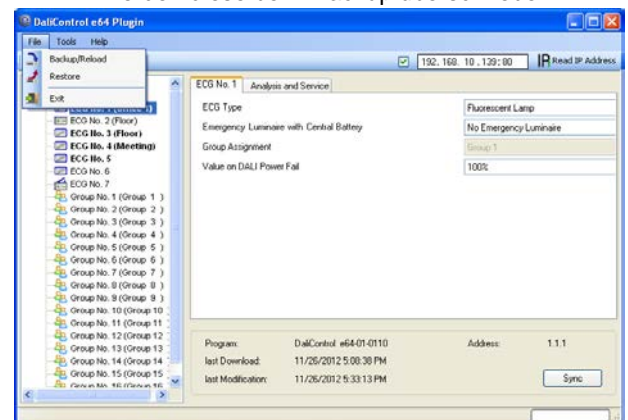 DaliControl e64 Plugin
File Tools Help
Backup/Reload
Restore
Exit
192.168. 10 .139:80 IP Read IP Address
ECG No. 2 (Floor)
ECG No. 3 (Floor)
ECG No. 4 (Meeting)
ECG No. 5
ECG No. 6
ECG No. 7
Group No. 1 (Group 1 )
Group No. 2 (Group 2 )
Group No. 3 (Group 3 )
Group No. 4 (Group 4 )
Group No. 5 (Group 5 )
Group No. 6 (Group 6 )
Group No. 7 (Group 7 )
Group No. 8 (Group 8 )
Group No. 9 (Group 9 )
Group No. 10 (Group 10
Group No. 11 (Group 11
Group No. 12 (Group 12
Group No. 13 (Group 13
Group No. 14 (Group 14
Group No. 15 (Group 15
Group No. 16 (Group 16
ECG No. 1 Analysis and Service
ECG Type Fluorescent Lamp
Emergency Luminaire with Central Battery No Emergency Luminaire
Group Assignment Group 1
Value on DALI Power Fail 100%
Program: DaliControl e64-01-0110 Address: 1.1.1
last Download: 11/26/2012 5:08:38 PM
last Modification: 11/26/2012 5:33:13 PM Sync